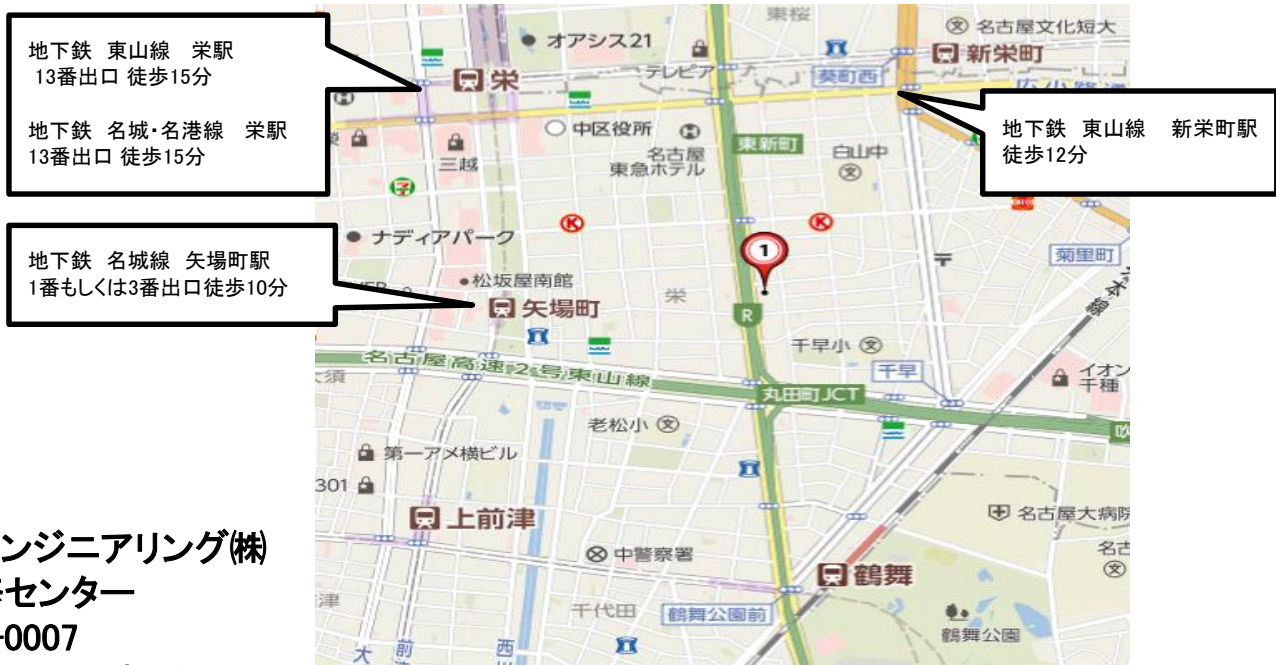 地下鉄 東山線 栄駅
13番出口 徒歩15分
地下鉄 名城・名港線 栄駅
13番出口 徒歩15分
地下鉄 名城線 矢場町駅
1番もしくは3番出口徒歩10分
地下鉄 東山線 新栄町駅
徒歩12分
東桜
名古屋文化短大
オアシス21
新栄町
栄
テレピア
葵町西
広小路通
中区役所
東新町
白山中
名古屋
東急ホテル
三越
ナディアパーク
1
菊里町
松坂屋南館
栄
矢場町
R
千早小
名古屋高速2号東山線
千早
イオン
千種
丸田町JCT
吹
老松小
第一アメ横ビル
301
上前津
名古屋大病院
中警察署
鶴舞
千代田
鶴舞公園前
鶴舞公園
ンジニアリング㈱
センター
-0007